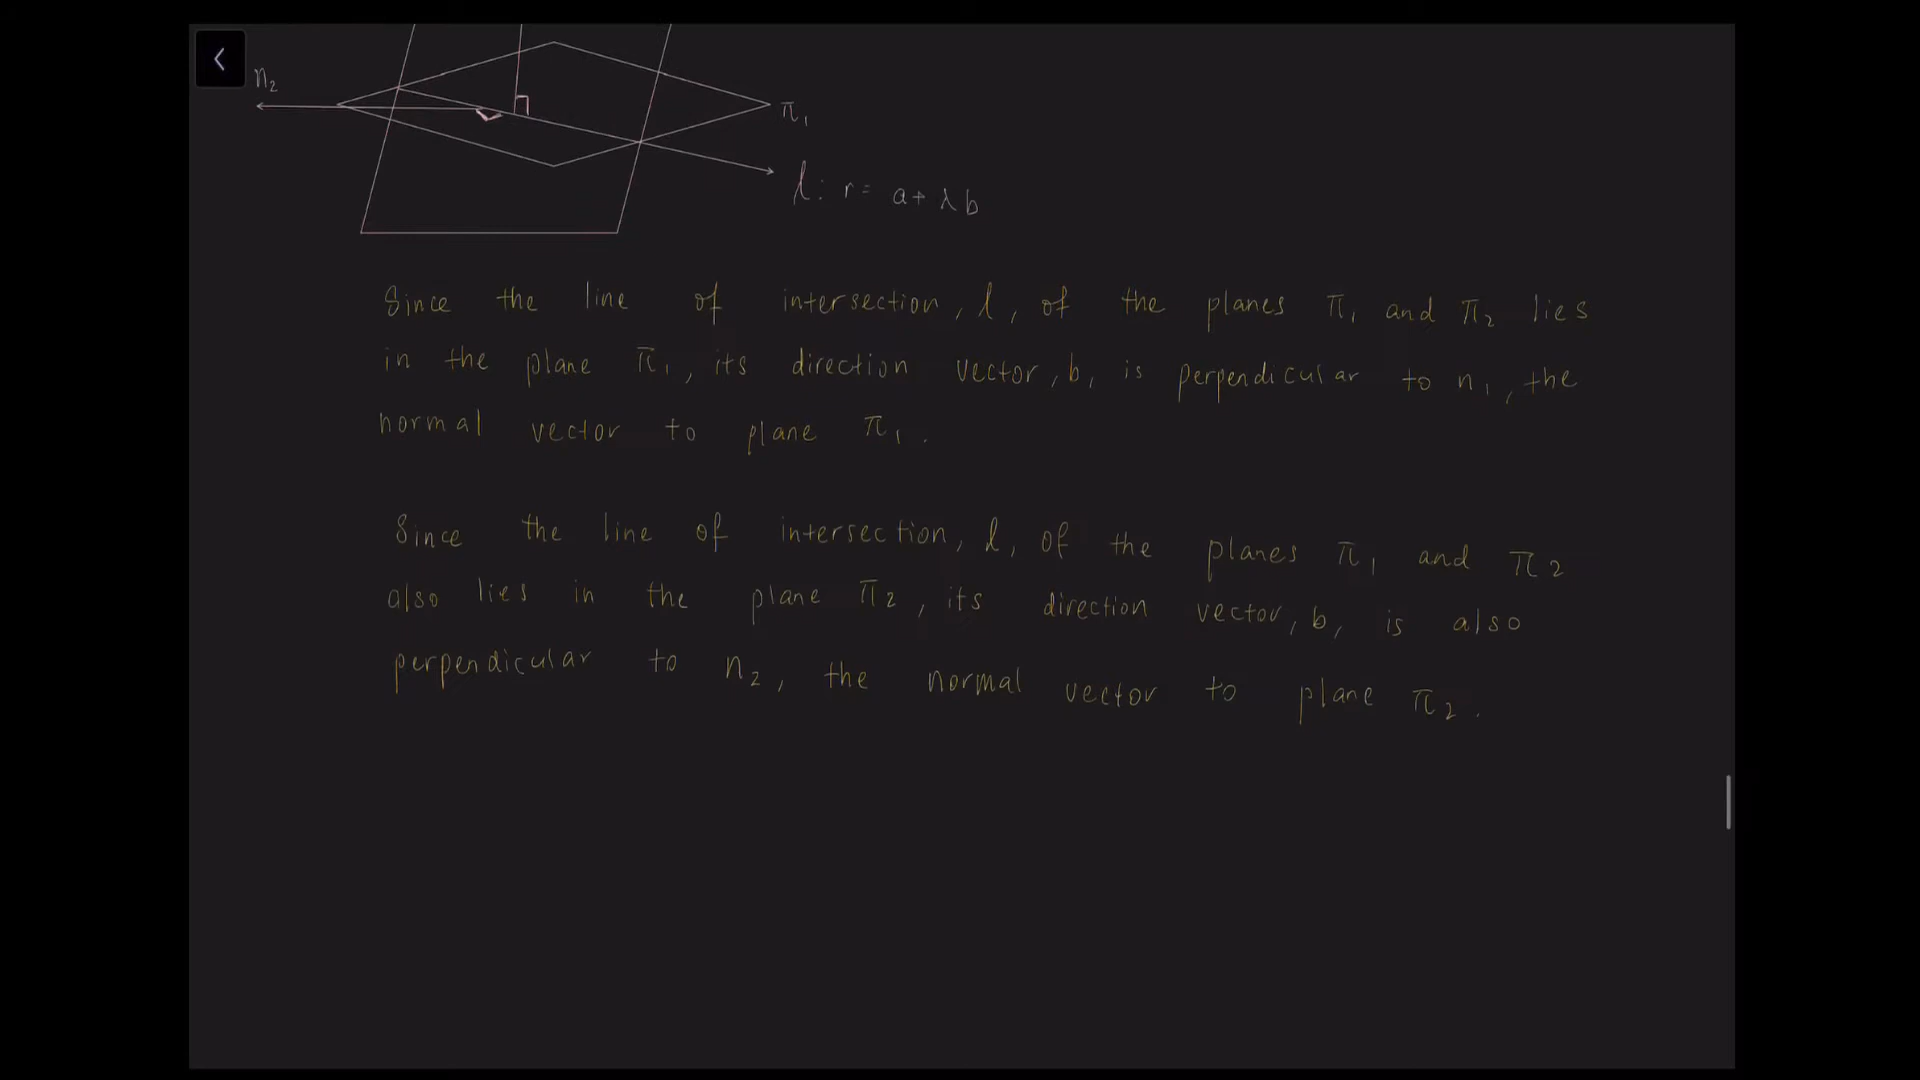 n₂
π₁
l: r = a + λb
Since the line of intersection, l, of the planes π₁ and π₂ lies
in the plane π₁, its direction vector, b, is perpendicular to n₁, the
normal vector to plane π₁.
Since the line of intersection, l, of the planes π₁ and π₂
also lies in the plane π₂, its direction vector, b, is also
perpendicular to n₂, the normal vector to plane π₂.